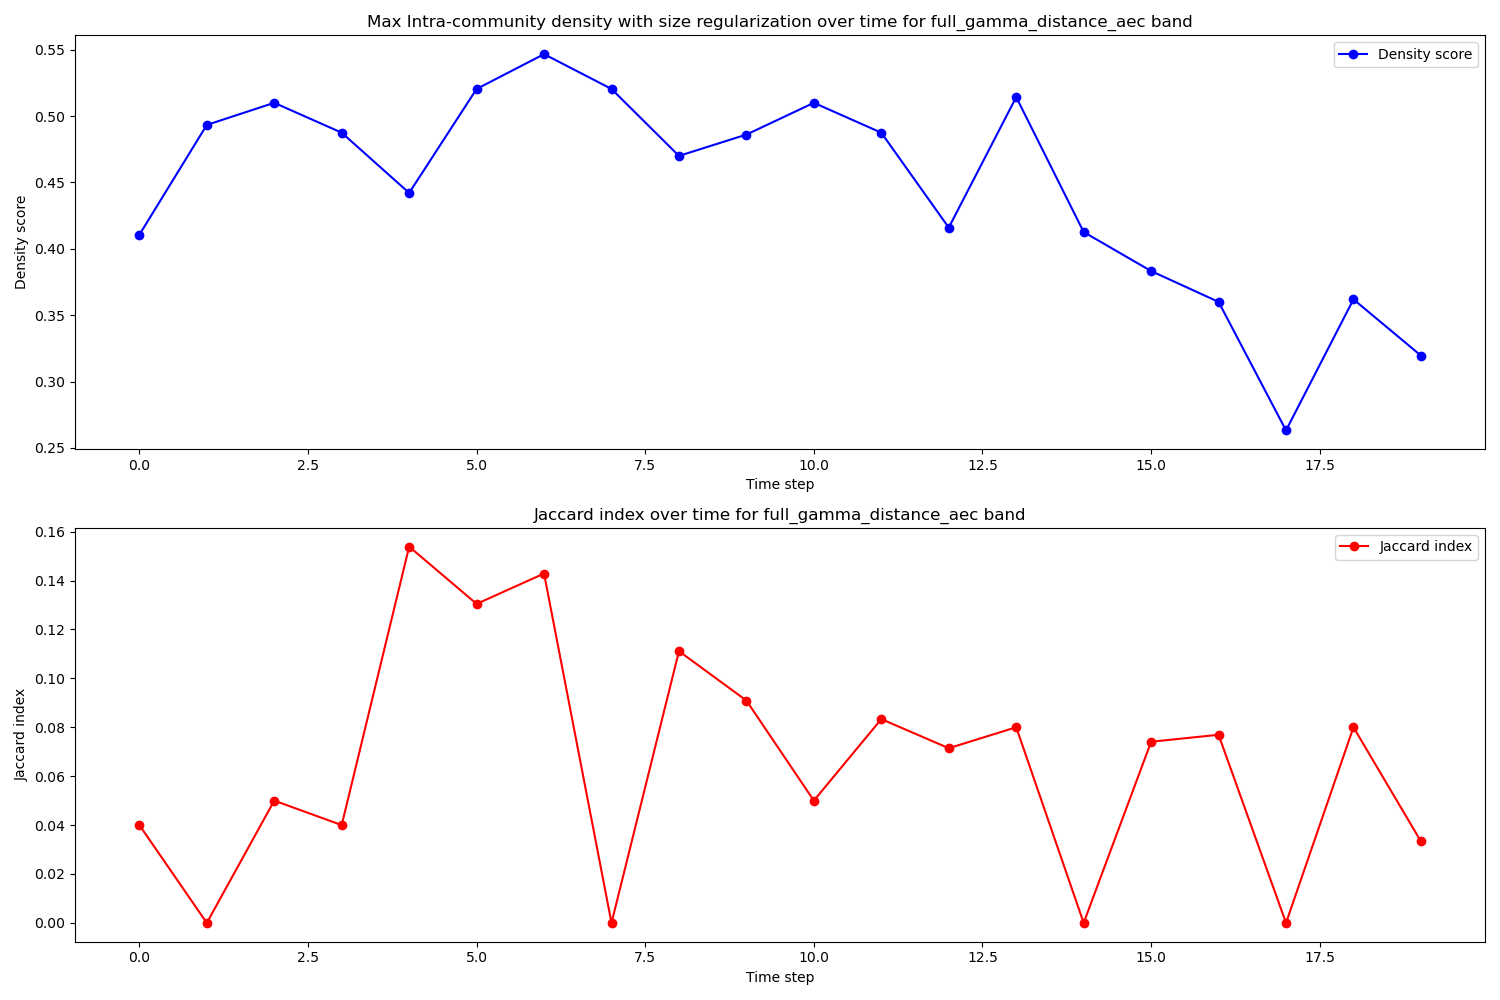 Max Intra-community density with size regularization over time for full_gamma_distance_aec band
Density score
0.55
0.50
0.45
0.40
0.35
0.30
0.25
Density score
0.0 2.5 5.0 7.5 10.0 12.5 15.0 17.5
Time step
Jaccard index over time for full_gamma_distance_aec band
Jaccard index
0.16
0.14
0.12
0.10
0.08
0.06
0.04
0.02
0.00
Jaccard index
0.0 2.5 5.0 7.5 10.0 12.5 15.0 17.5
Time step